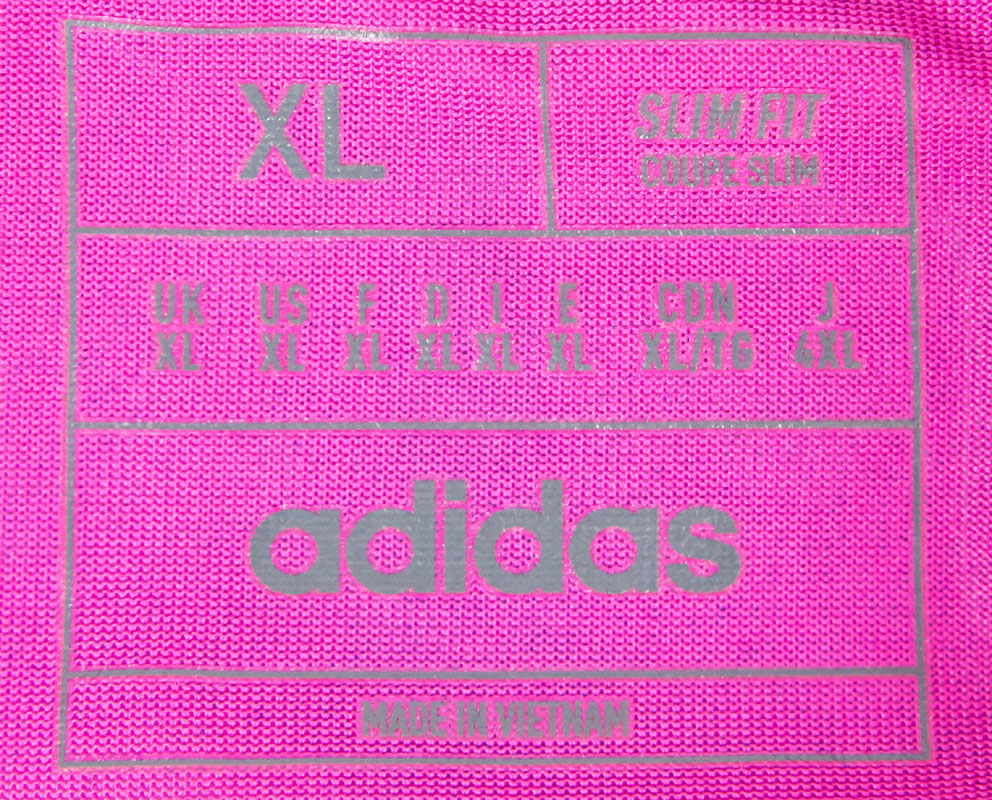 XL
SLIM FIT
COUPE SLIM
UK US F D I E CDN J
XL XL XL XL XL XL XL/TG 4XL
adidas
MADE IN VIETNAM